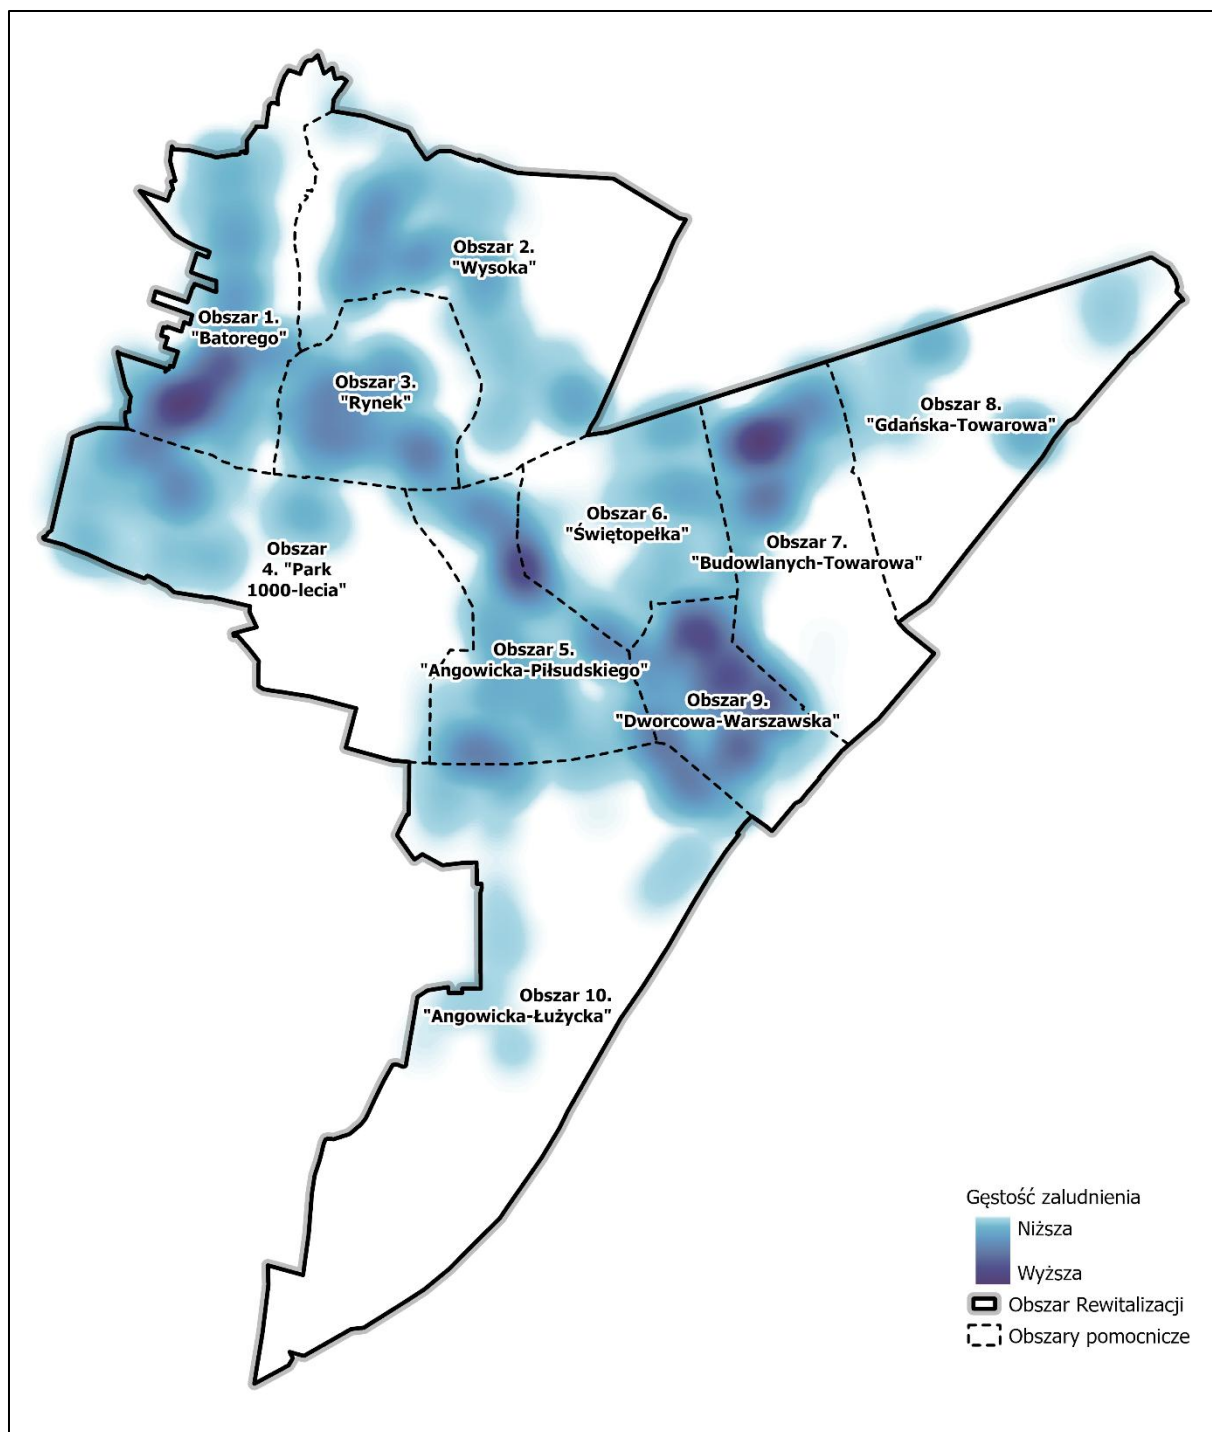 Obszar 2.
"Wysoka"
Obszar 1.
"Batorego"
Obszar 3.
"Rynek"
Obszar 8.
"Gdańska-Towarowa"
Obszar 6.
"Świętopełka"
Obszar 7.
"Budowlanych-Towarowa"
Obszar
4. "Park
1000-lecia"
Obszar 5.
"Angowicka-Piłsudskiego"
Obszar 9.
"Dworcowa-Warszawska"
Obszar 10.
"Angowicka-Łużycka"
Gęstość zaludnienia
Niższa
Wyższa
Obszar Rewitalizacji
Obszary pomocnicze